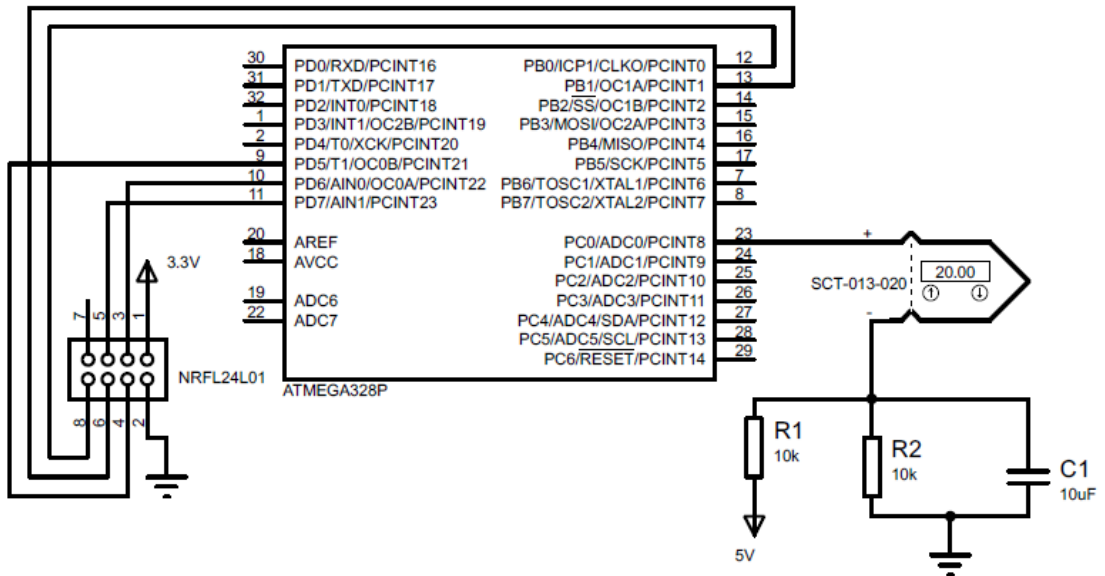 30 PD0/RXD/PCINT16
31 PD1/TXD/PCINT17
32 PD2/INT0/PCINT18
1 PD3/INT1/OC2B/PCINT19
2 PD4/T0/XCK/PCINT20
9 PD5/T1/OC0B/PCINT21
10 PD6/AIN0/OC0A/PCINT22
11 PD7/AIN1/PCINT23
20 AREF
18 AVCC
19 ADC6
22 ADC7
PB0/ICP1/CLKO/PCINT0 12
PB1/OC1A/PCINT1 13
PB2/SS/OC1B/PCINT2 14
PB3/MOSI/OC2A/PCINT3 15
PB4/MISO/PCINT4 16
PB5/SCK/PCINT5 17
PB6/TOSC1/XTAL1/PCINT6 7
PB7/TOSC2/XTAL2/PCINT7 8
PC0/ADC0/PCINT8 23
PC1/ADC1/PCINT9 24
PC2/ADC2/PCINT10 25
PC3/ADC3/PCINT11 26
PC4/ADC4/SDA/PCINT12 27
PC5/ADC5/SCL/PCINT13 28
PC6/RESET/PCINT14 29
ATMEGA328P
3.3V
7 5 3 1
NRFL24L01
8 6 4 2
+
SCT-013-020
20.00
-
R1
10k
5V
R2
10k
C1
10uF